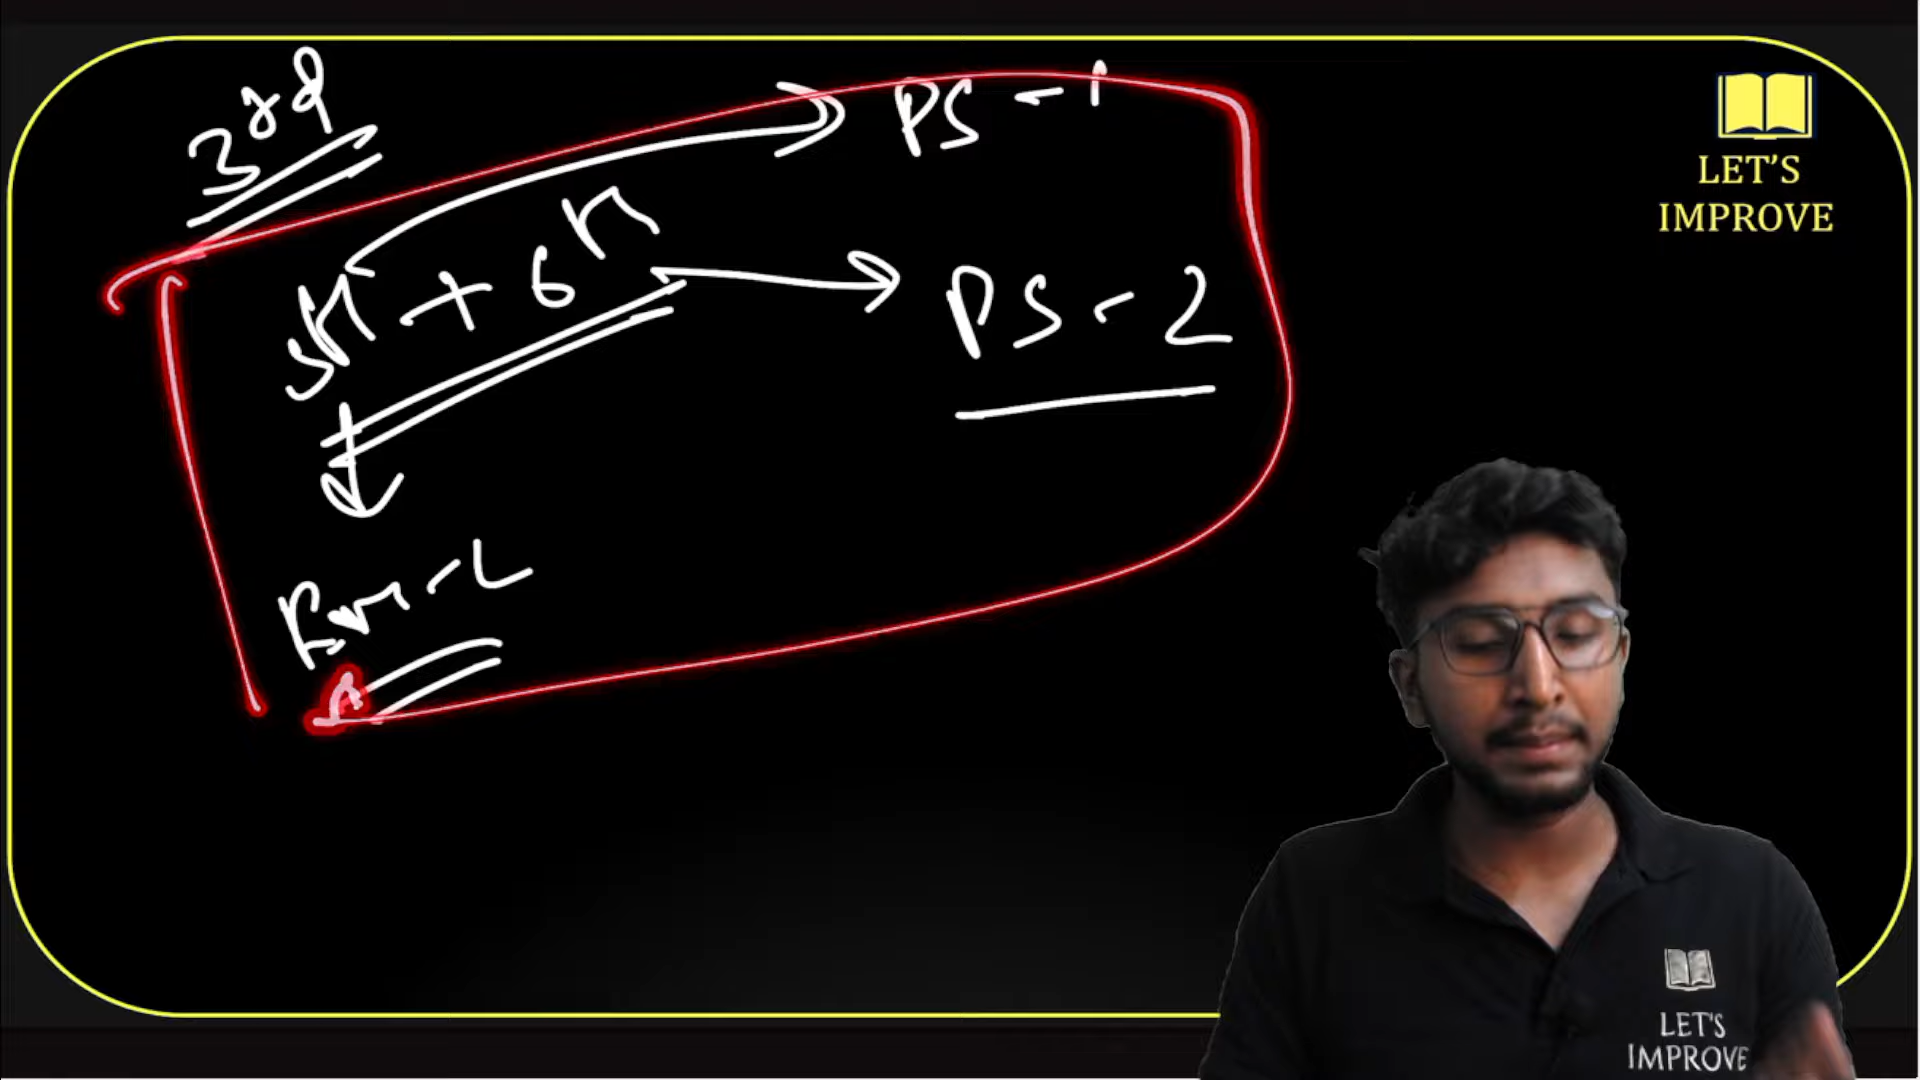 3rd
PS - 1
5th + 6th
PS - 2
LET'S
IMPROVE
LET'S
IMPROVE